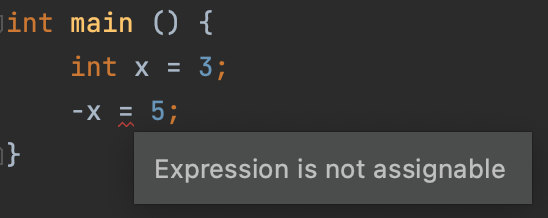 int main () {
int x = 3;
-x = 5;
}
Expression is not assignable